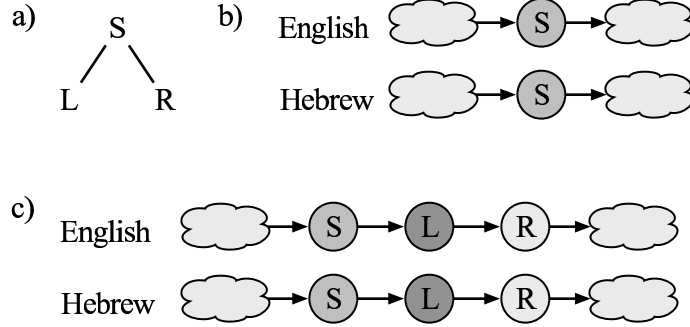 a)
S
L R
b)
English S
Hebrew S
c)
English S L R
Hebrew S L R